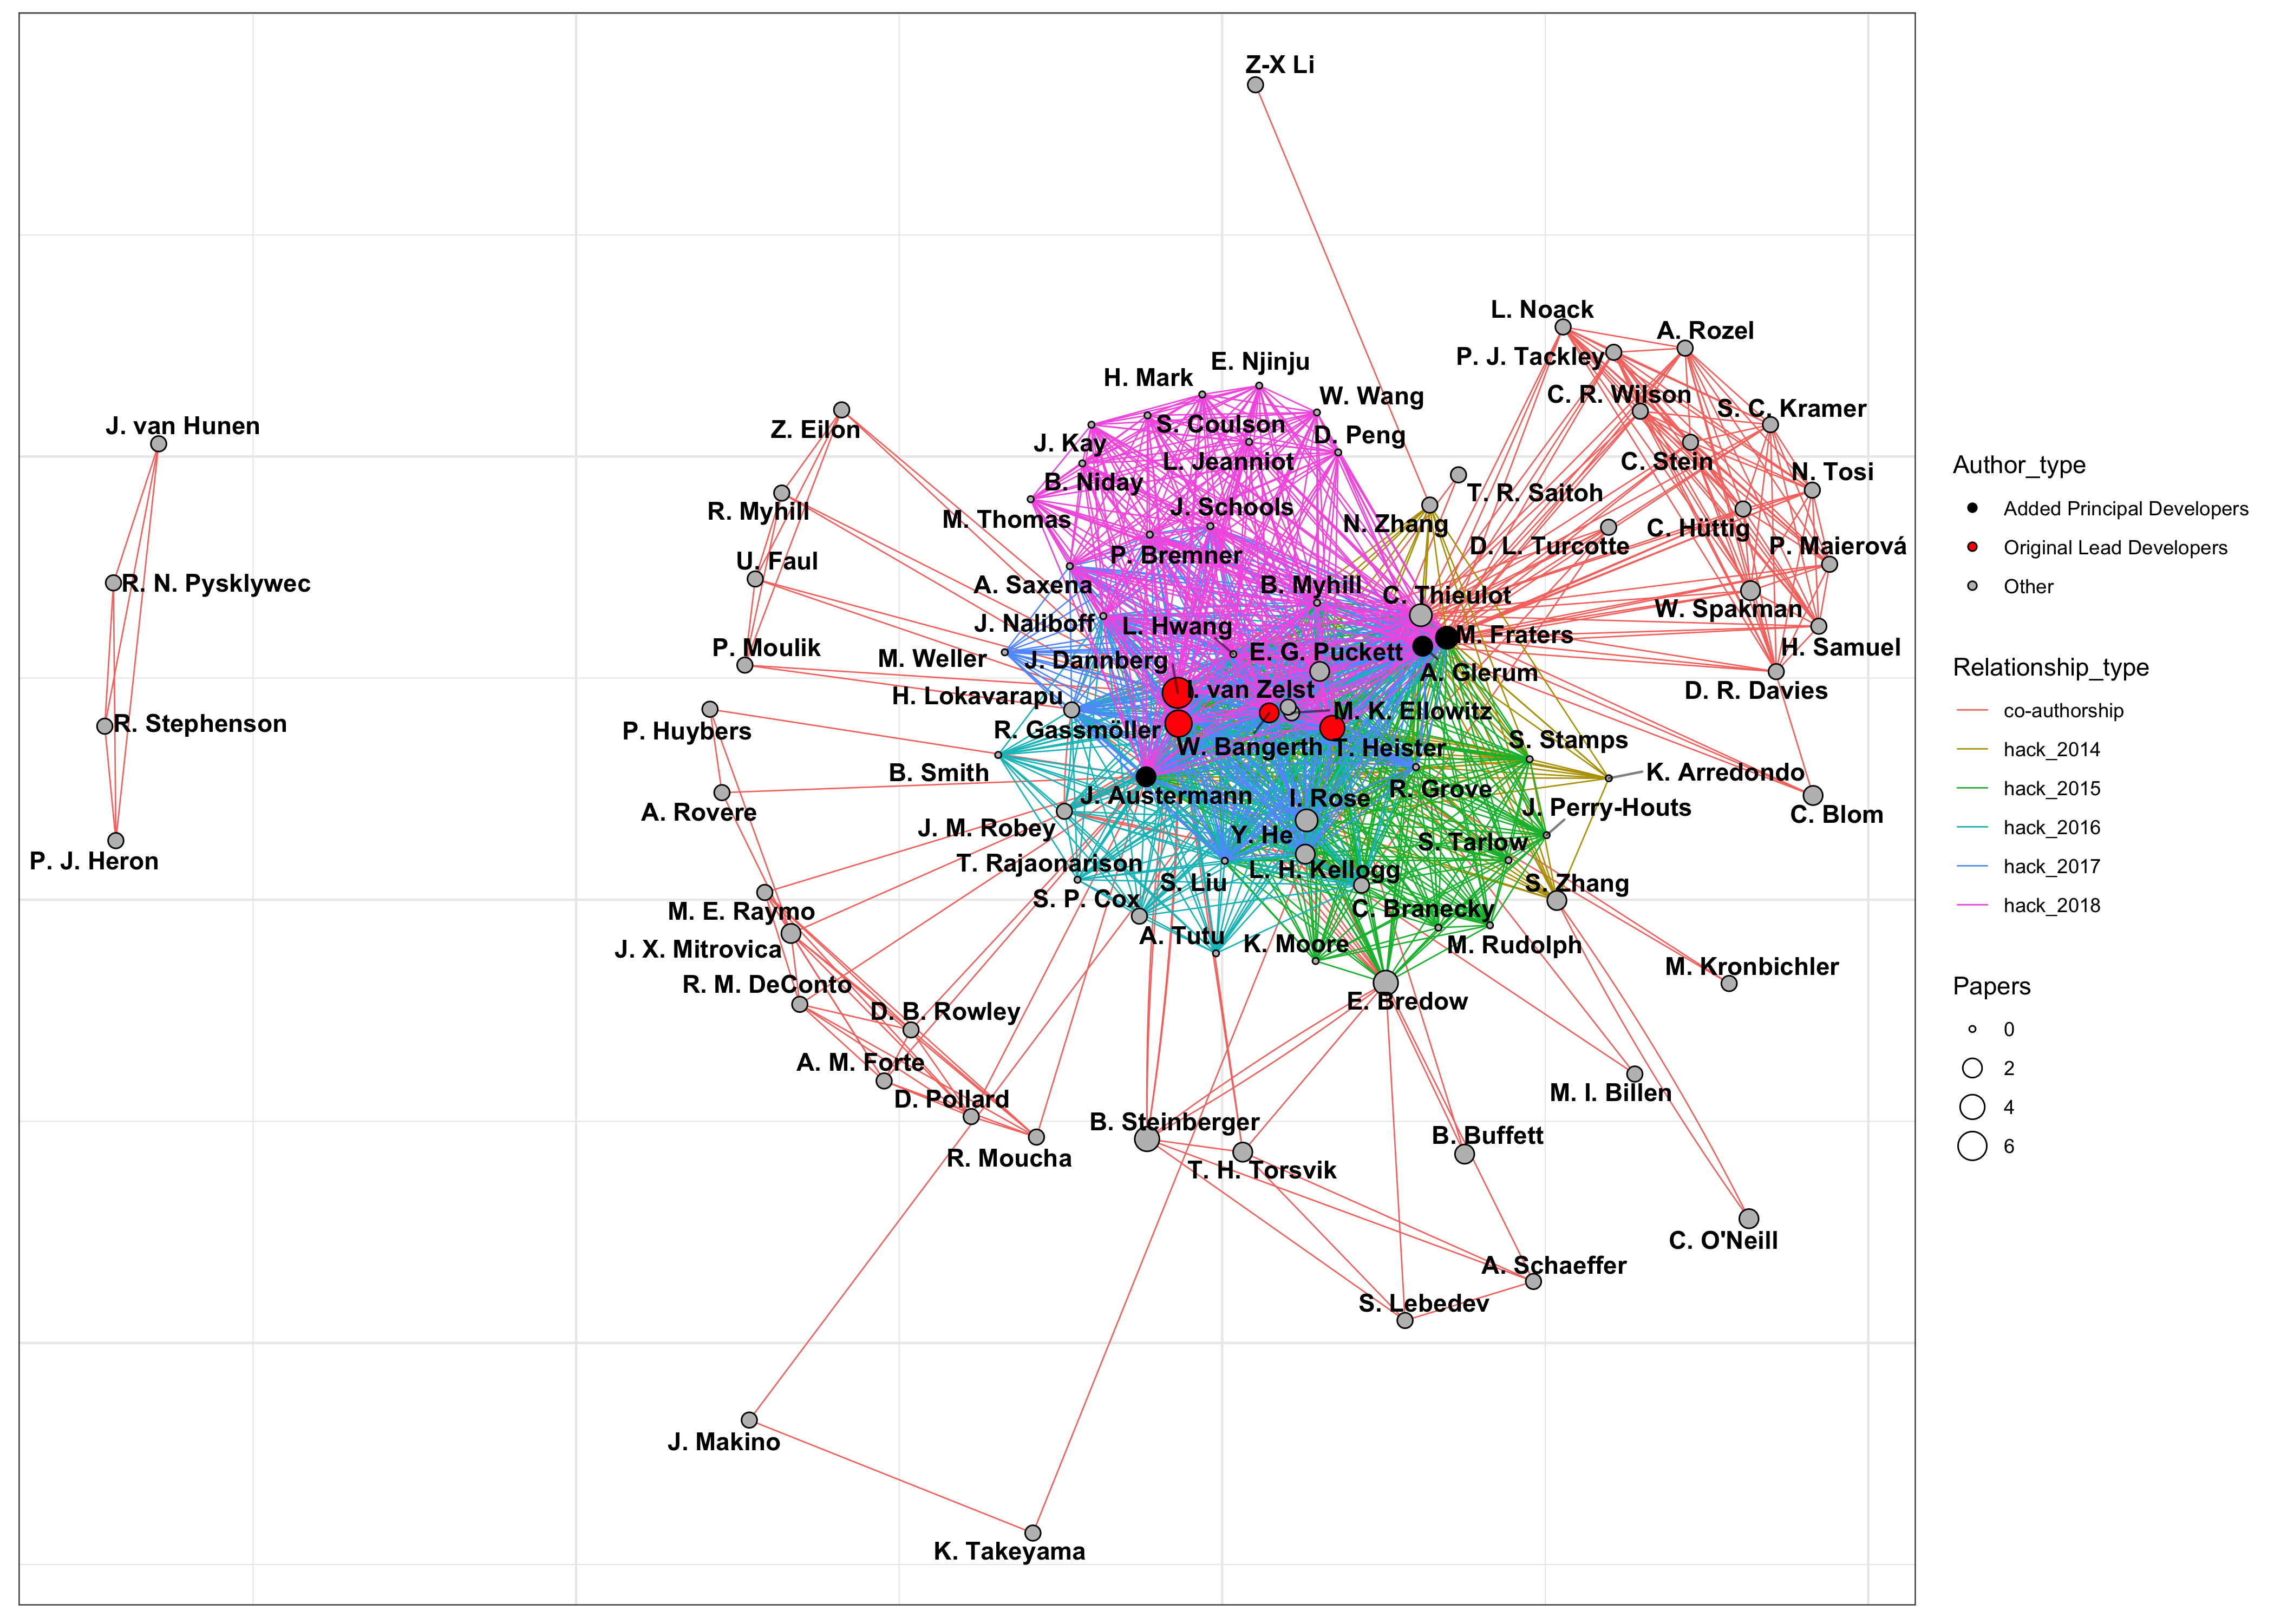 Z-X Li
L. Noack
A. Rozel
P. J. Tackley
E. Njinju
H. Mark
W. Wang
C. R. Wilson
S. C. Kramer
J. van Hunen
Z. Eilon
S. Coulson
D. Peng
J. Kay
L. Jeanniot
C. Stein
N. Tosi
B. Niday
T. R. Saitoh
R. Myhill
J. Schools
M. Thomas
N. Zhang
C. Hüttig
D. L. Turcotte
P. Maierová
P. Bremner
U. Faul
A. Saxena
B. Myhill
R. N. Pysklywec
C. Thieulot
W. Spakman
J. Naliboff
L. Hwang
M. Fraters
P. Moulik
H. Samuel
M. Weller
J. Dannberg
E. G. Puckett
A. Glerum
I. van Zelst
D. R. Davies
H. Lokavarapu
M. K. Ellowitz
R. Stephenson
P. Huybers
R. Gassmöller
W. Bangerth
T. Heister
S. Stamps
B. Smith
K. Arredondo
R. Grove
J. Austermann
I. Rose
J. Perry-Houts
A. Rovere
C. Blom
J. M. Robey
Y. He
S. Tarlow
P. J. Heron
T. Rajaonarison
L. H. Kellogg
S. Liu
S. Zhang
S. P. Cox
M. E. Raymo
C. Branecky
A. Tutu
K. Moore
M. Rudolph
J. X. Mitrovica
M. Kronbichler
R. M. DeConto
E. Bredow
D. B. Rowley
A. M. Forte
M. I. Billen
D. Pollard
B. Steinberger
B. Buffett
R. Moucha
T. H. Torsvik
C. O'Neill
A. Schaeffer
S. Lebedev
J. Makino
K. Takeyama
Author_type
Added Principal Developers
Original Lead Developers
Other
Relationship_type
co-authorship
hack_2014
hack_2015
hack_2016
hack_2017
hack_2018
Papers
0
2
4
6